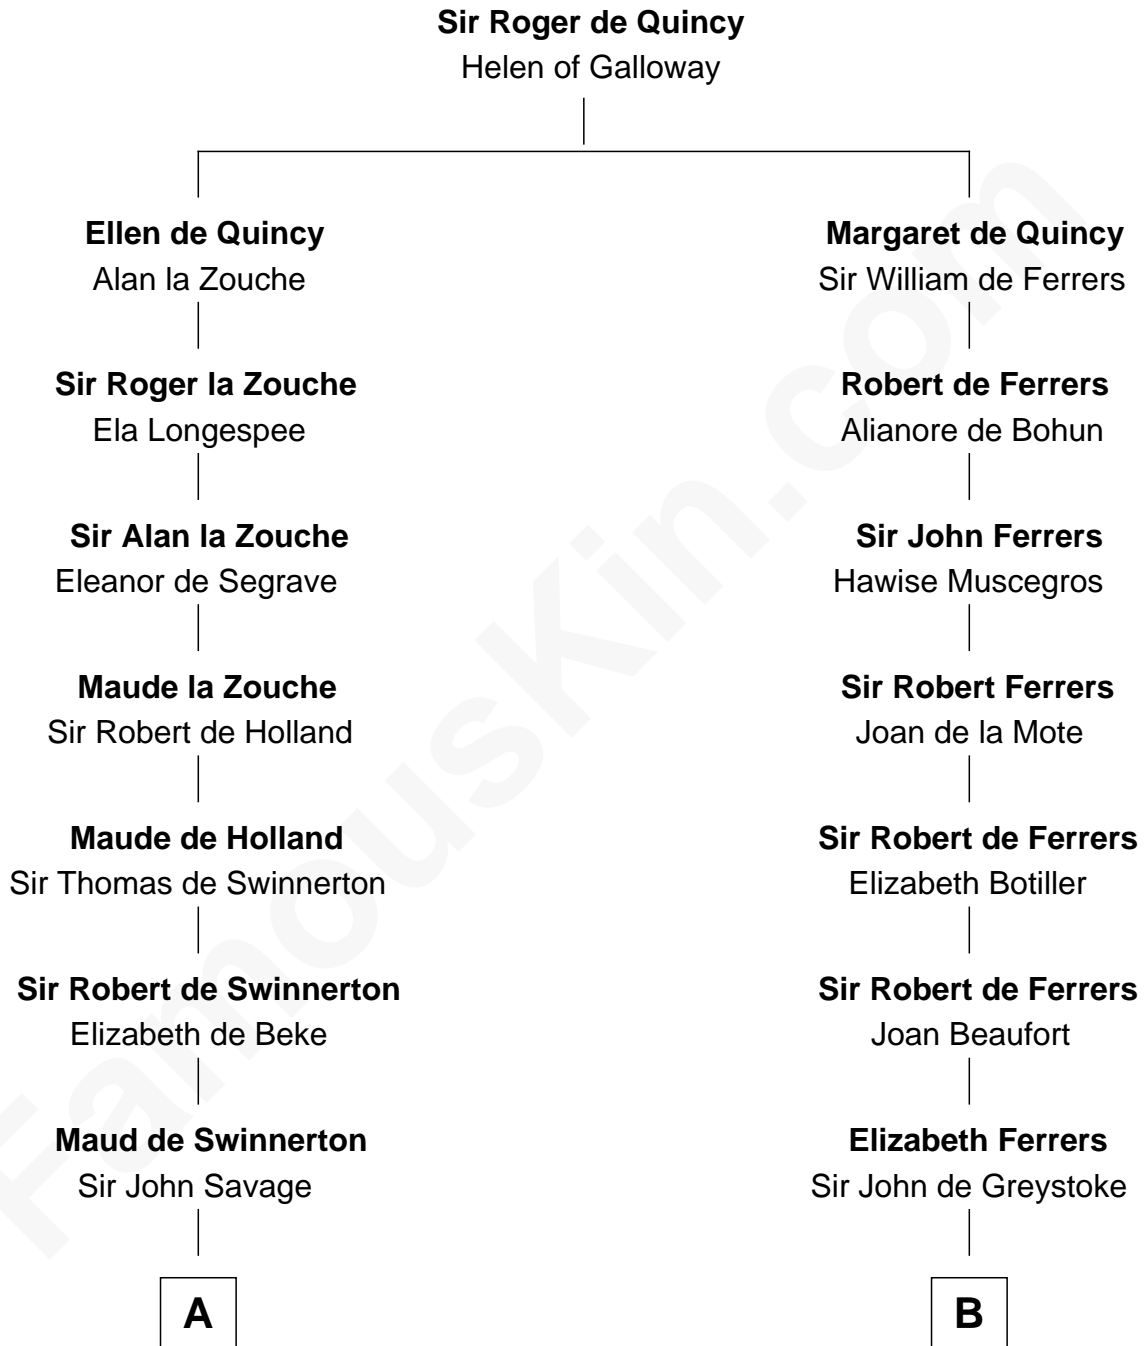 Sir Roger de Quincy
Helen of Galloway
Ellen de Quincy
Alan la Zouche
Margaret de Quincy
Sir William de Ferrers
Sir Roger la Zouche
Ela Longespee
Robert de Ferrers
Alianore de Bohun
Sir Alan la Zouche
Eleanor de Segrave
Sir John Ferrers
Hawise Muscegros
Maude la Zouche
Sir Robert de Holland
Sir Robert Ferrers
Joan de la Mote
Maude de Holland
Sir Thomas de Swinnerton
Sir Robert de Ferrers
Elizabeth Botiller
Sir Robert de Swinnerton
Elizabeth de Beke
Sir Robert de Ferrers
Joan Beaufort
Maud de Swinnerton
Sir John Savage
Elizabeth Ferrers
Sir John de Greystoke
A
B
FamousKin.com